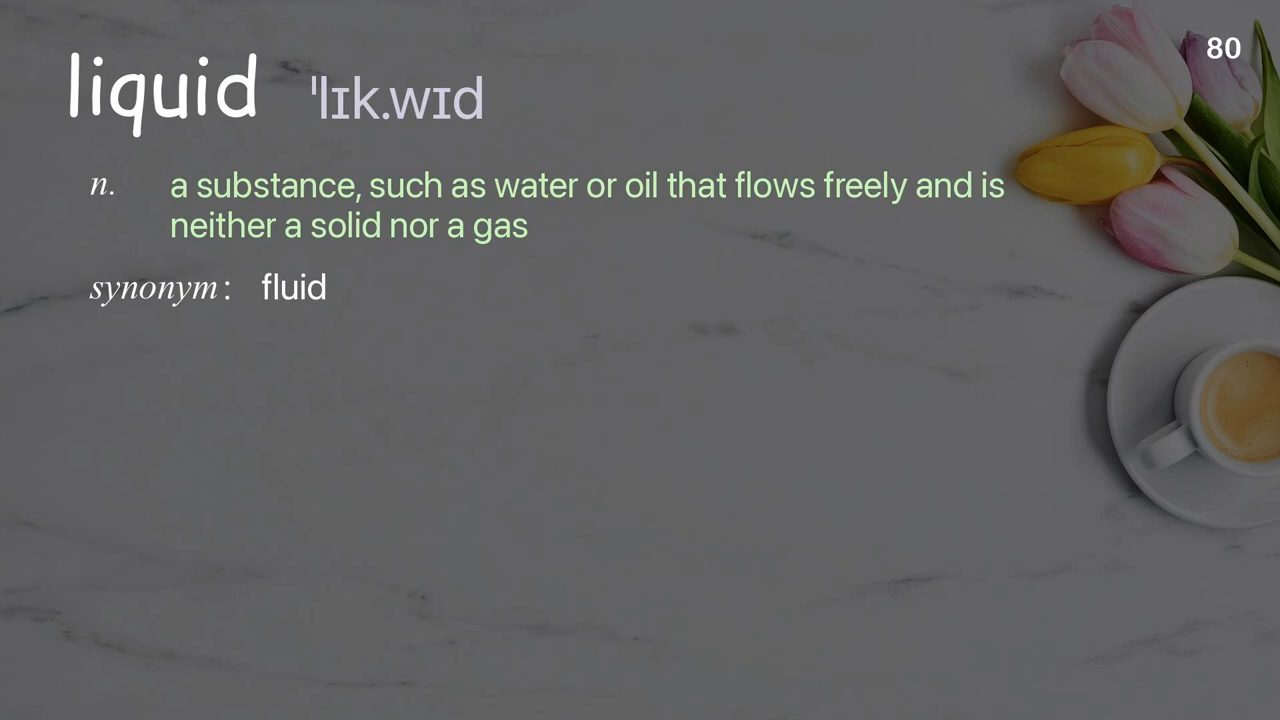 80
liquid ˈlɪk.wɪd
n. a substance, such as water or oil that flows freely and is
neither a solid nor a gas
synonym: fluid